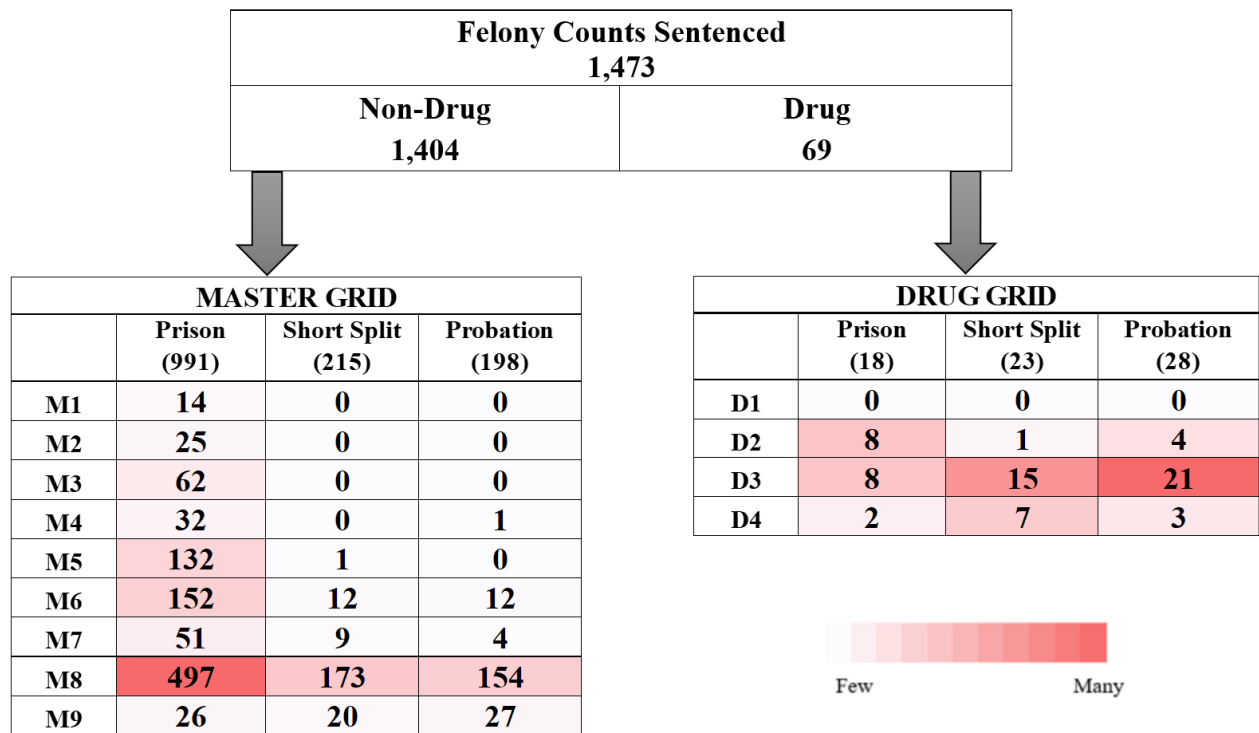 Felony Counts Sentenced
1,473
Non-Drug Drug
1,404 69
MASTER GRID
Prison Short Split Probation
(991) (215) (198)
M1 14 0 0
M2 25 0 0
M3 62 0 0
M4 32 0 1
M5 132 1 0
M6 152 12 12
M7 51 9 4
M8 497 173 154
M9 26 20 27
DRUG GRID
Prison Short Split Probation
(18) (23) (28)
D1 0 0 0
D2 8 1 4
D3 8 15 21
D4 2 7 3
Few Many